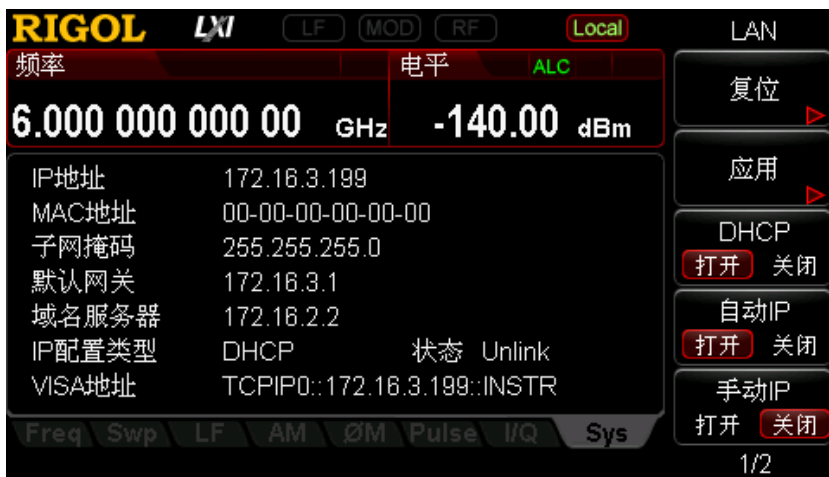 RIGOL LXI LF MOD RF Local LAN
频率 电平 ALC
6.000 000 000 00 GHz -140.00 dBm
复位
应用
IP地址 172.16.3.199
MAC地址 00-00-00-00-00-00
子网掩码 255.255.255.0
默认网关 172.16.3.1
域名服务器 172.16.2.2
IP配置类型 DHCP 状态 Unlink
VISA地址 TCPIP0::172.16.3.199::INSTR
DHCP
打开 关闭
自动IP
打开 关闭
手动IP
打开 关闭
Freq Swp LF AM ØM Pulse I/Q Sys
1/2